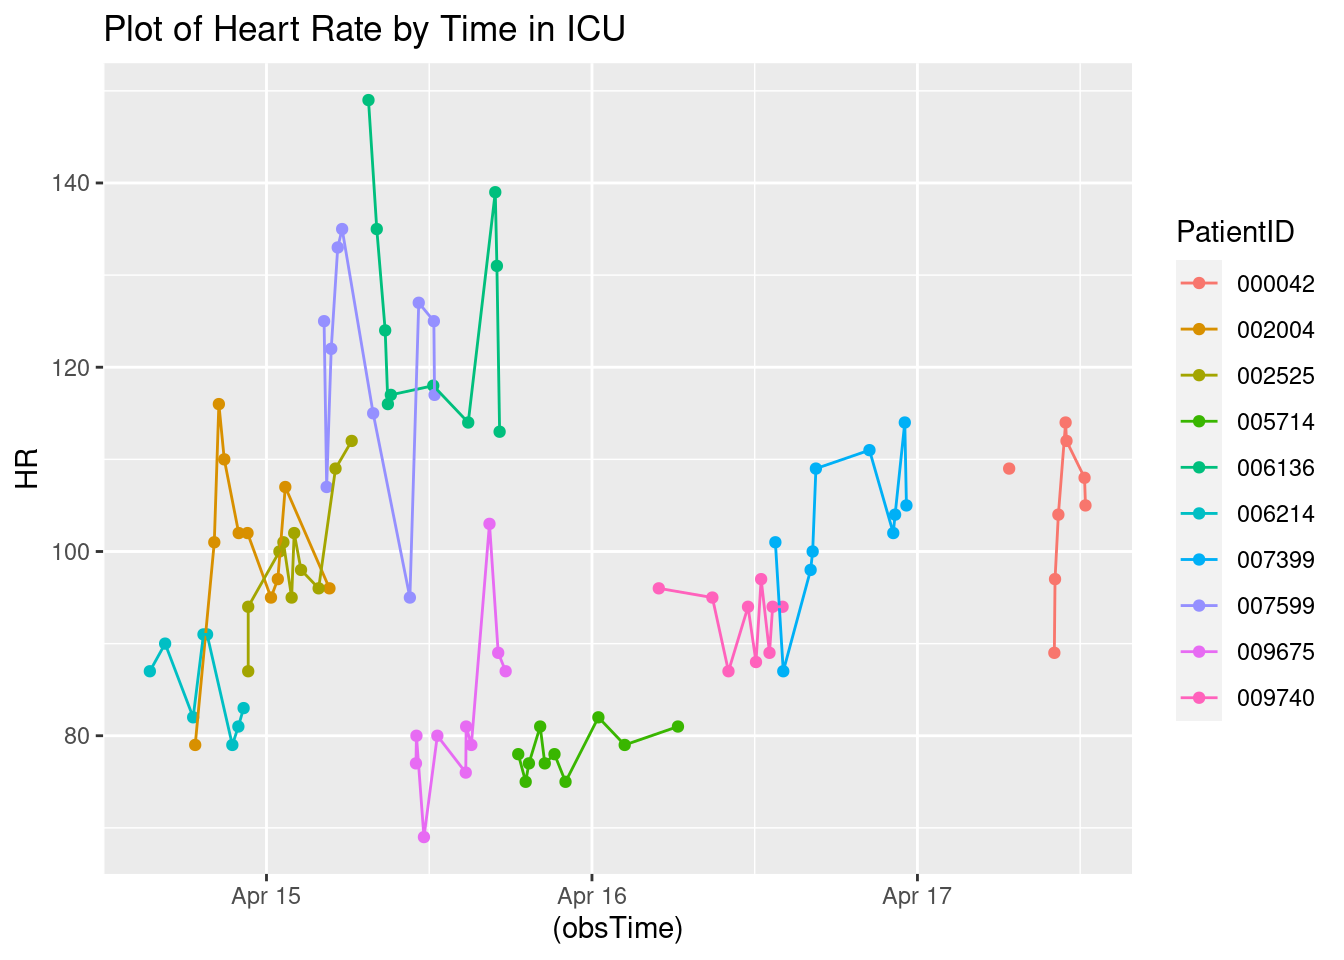 Plot of Heart Rate by Time in ICU
140
120
100
80
HR
Apr 15
Apr 16
Apr 17
(obsTime)
PatientID
000042
002004
002525
005714
006136
006214
007399
007599
009675
009740